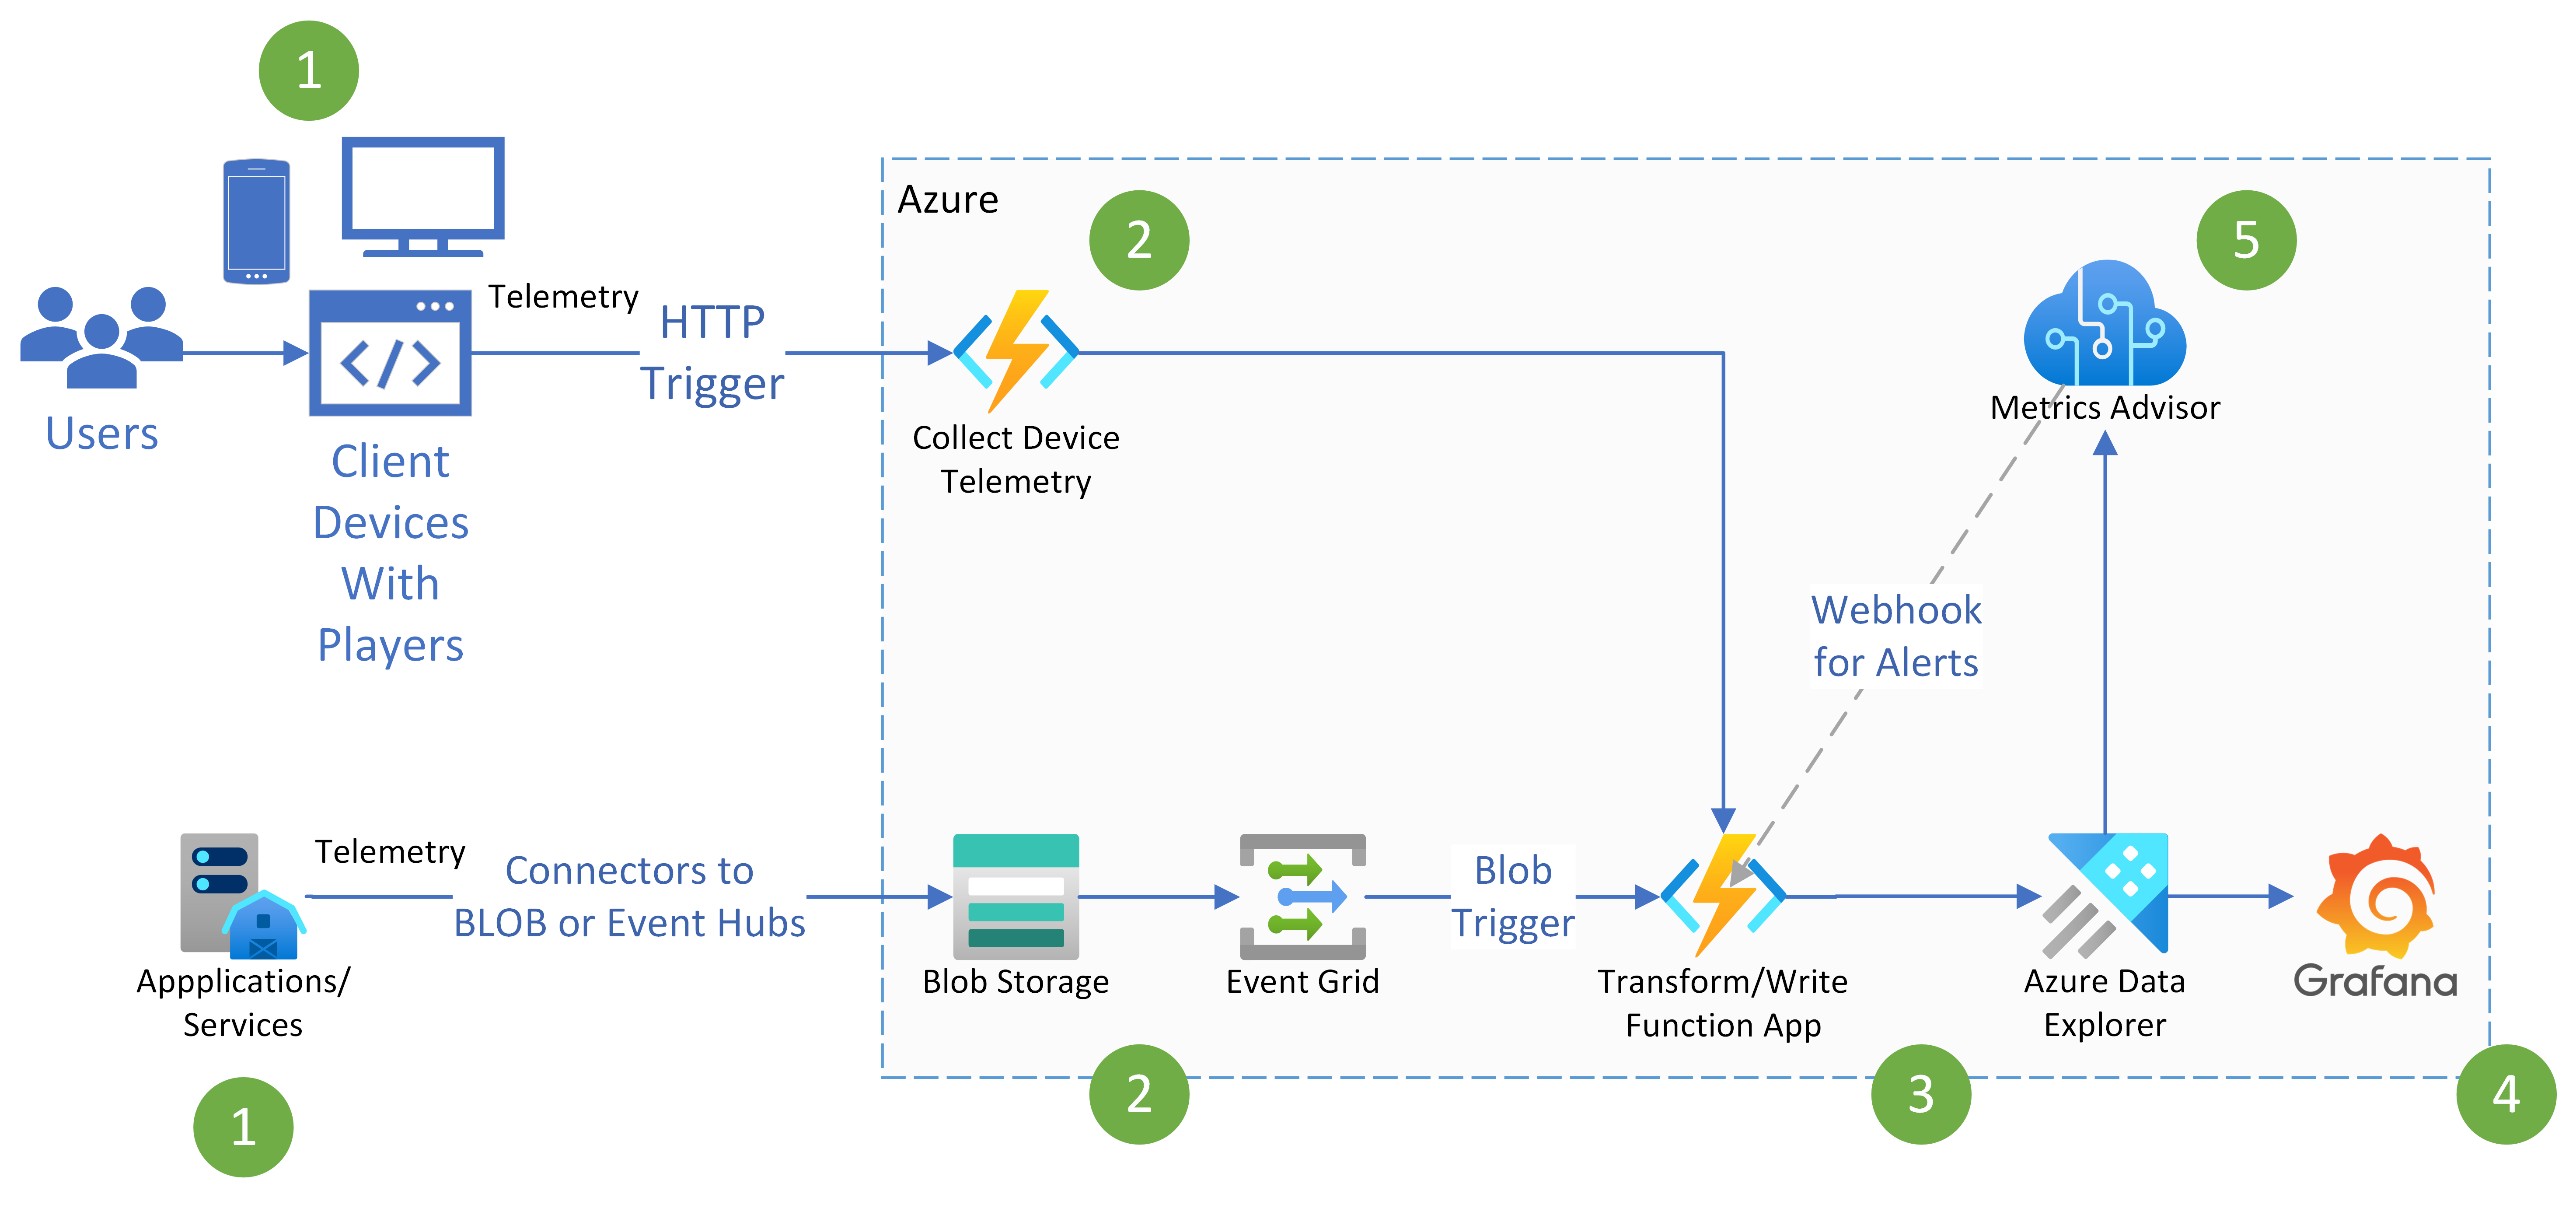 1
Users
Client
Devices
With
Players
Telemetry
HTTP
Trigger
Azure
2
Collect Device
Telemetry
5
Metrics Advisor
Webhook
for Alerts
Appplications/
Services
1
Telemetry
Connectors to
BLOB or Event Hubs
Blob Storage
2
Event Grid
Blob
Trigger
Transform/Write
Function App
3
Azure Data
Explorer
Grafana
4